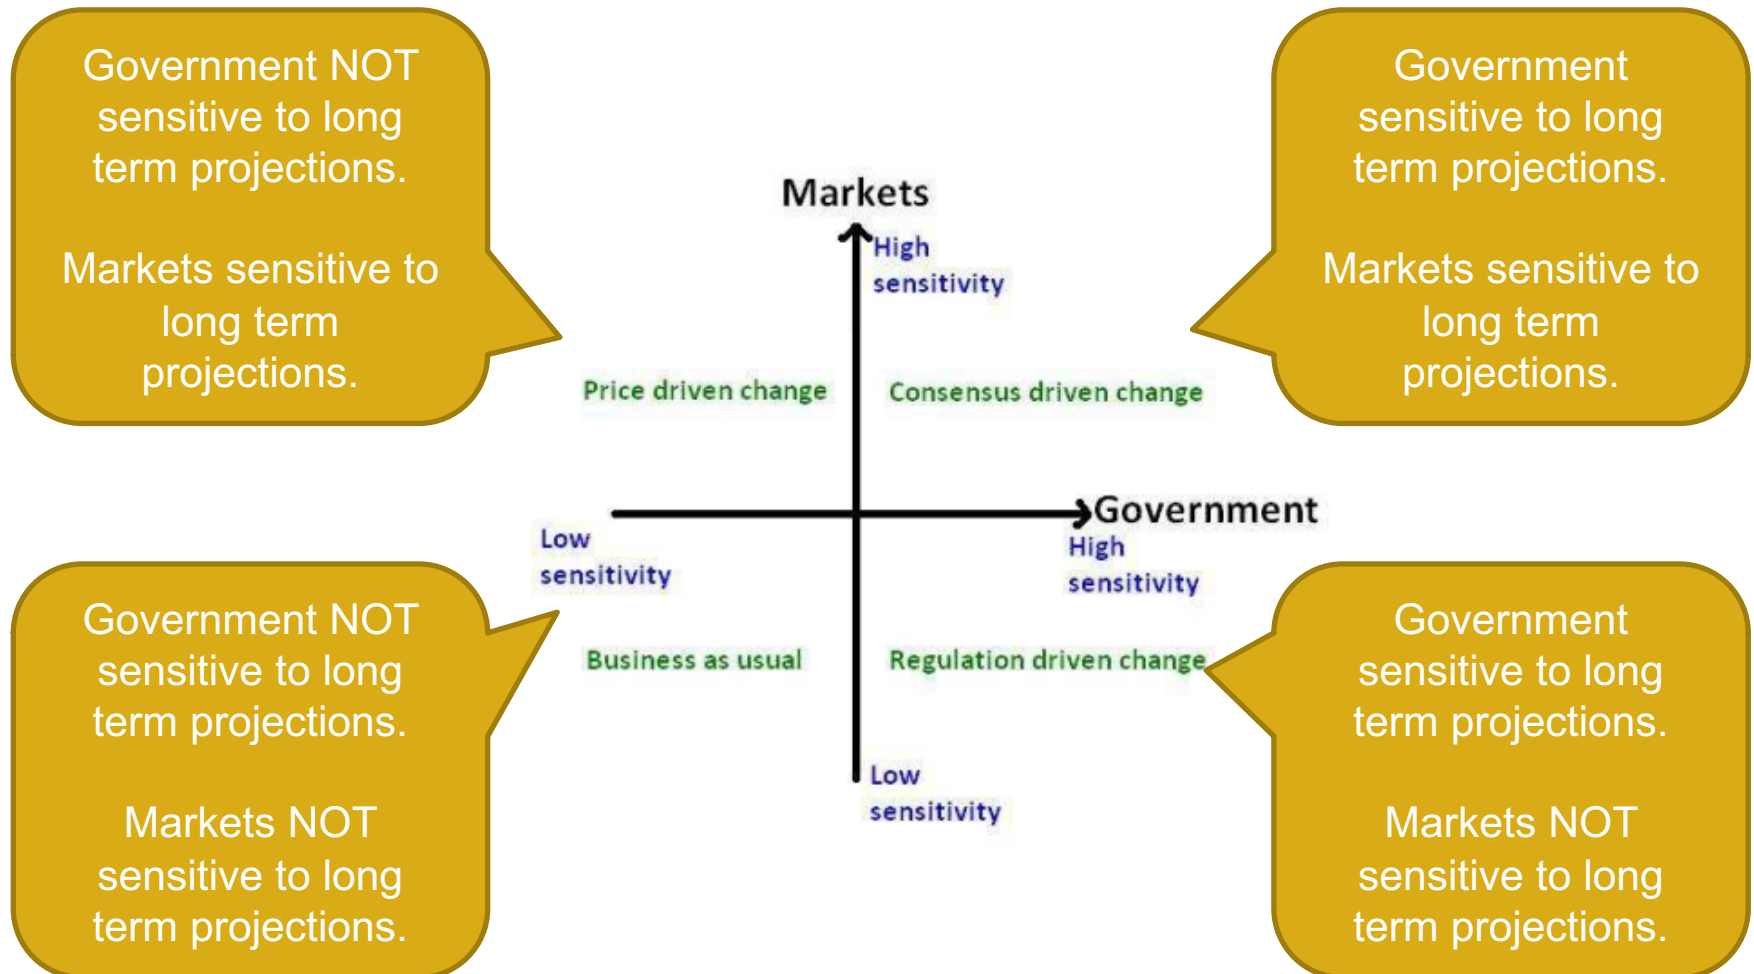 Government NOT
sensitive to long
term projections.
Markets sensitive to
long term
projections.
Government
sensitive to long
term projections.
Markets sensitive to
long term
projections.
Markets
High
sensitivity
Price driven change
Consensus driven change
Government
Low
sensitivity
High
sensitivity
Business as usual
Regulation driven change
Low
sensitivity
Government NOT
sensitive to long
term projections.
Markets NOT
sensitive to long
term projections.
Government
sensitive to long
term projections.
Markets NOT
sensitive to long
term projections.